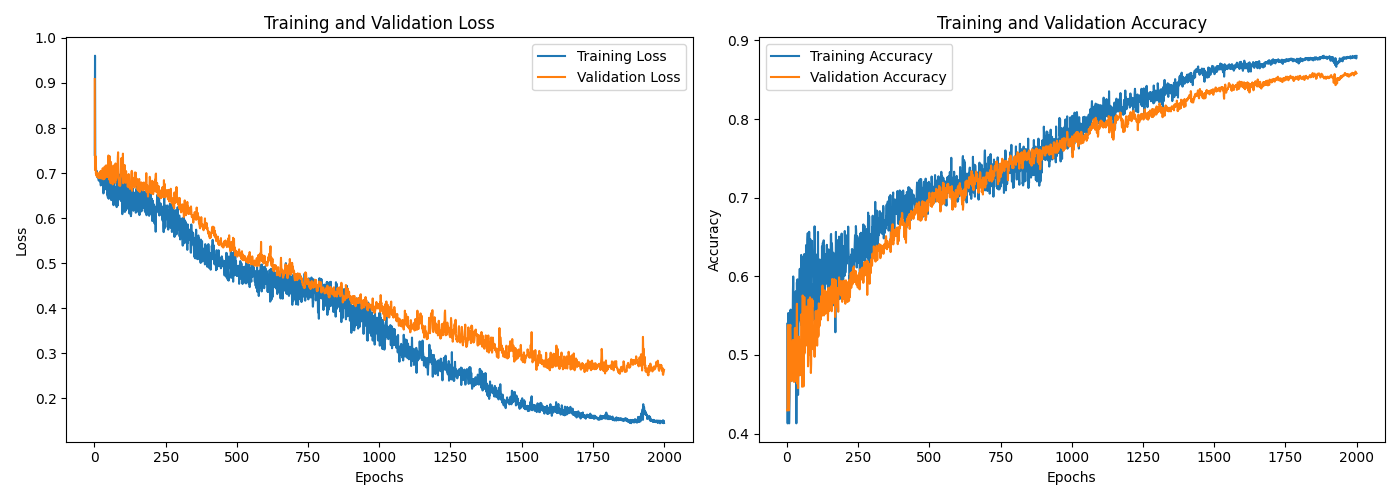 Training and Validation Loss
1.0
0.9
0.8
0.7
0.6
0.5
0.4
0.3
0.2
Loss
Training Loss
Validation Loss
0 250 500 750 1000 1250 1500 1750 2000
Epochs
Training and Validation Accuracy
0.9
0.8
0.7
0.6
0.5
0.4
Accuracy
Training Accuracy
Validation Accuracy
0 250 500 750 1000 1250 1500 1750 2000
Epochs